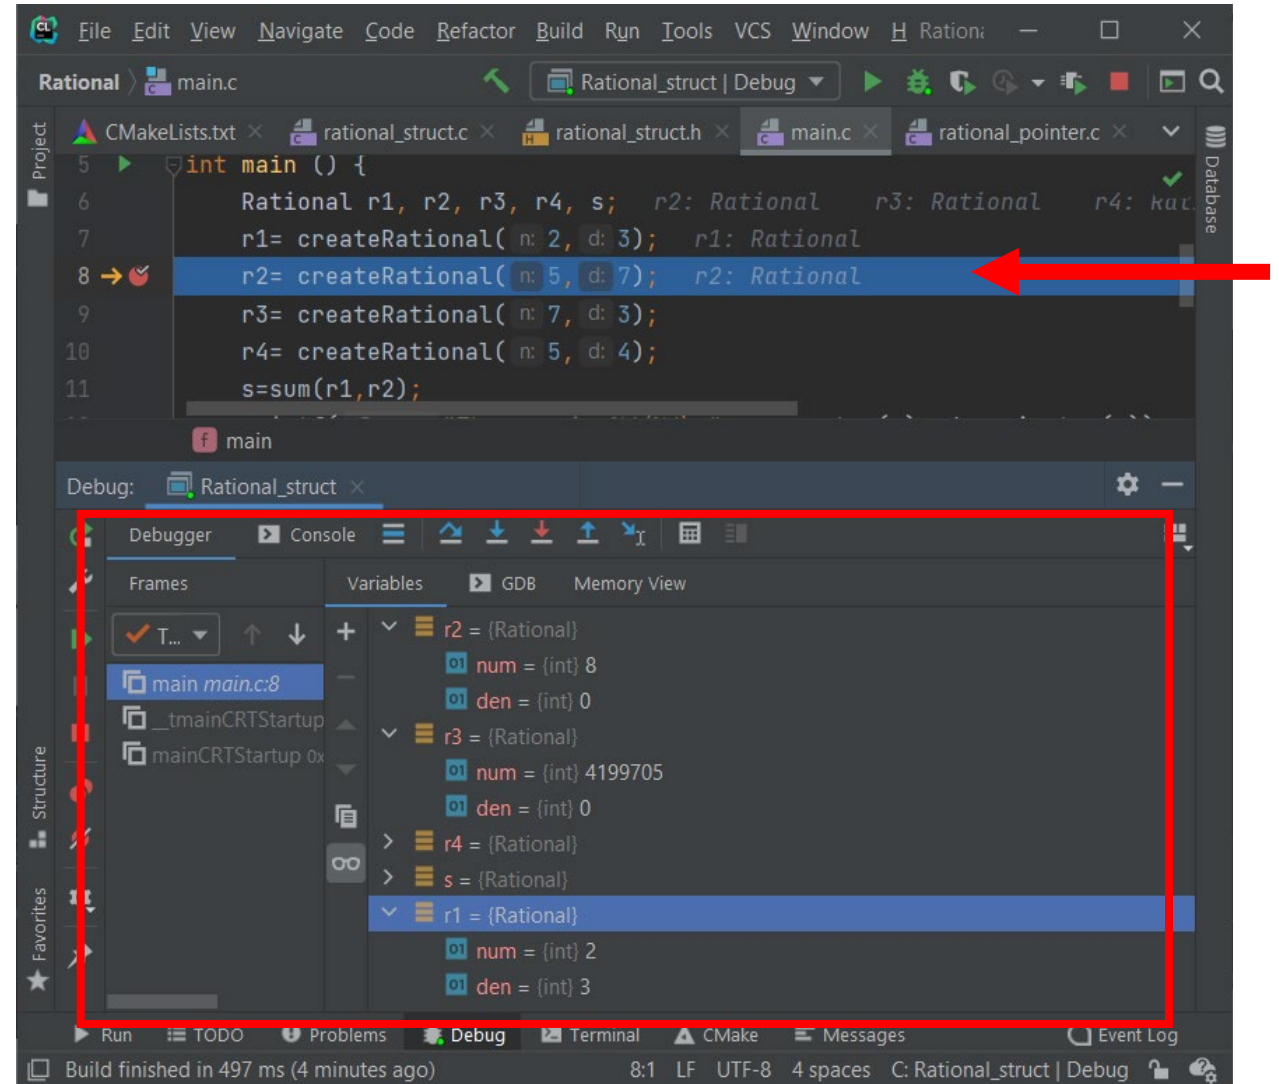 File Edit View Navigate Code Refactor Build Run Tools VCS Window H
Rational main.c Rational_struct | Debug
CMakeLists.txt rational_struct.c rational_struct.h main.c rational_pointer.c
Project
Database
5 int main () {
6 Rational r1, r2, r3, r4, s; r2: Rational r3: Rational r4:
7 r1= createRational( n: 2, d: 3); r1: Rational
8 r2= createRational( n: 5, d: 7); r2: Rational
9 r3= createRational( n: 7, d: 3);
10 r4= createRational( n: 5, d: 4);
11 s=sum(r1,r2);
f main
Debug: Rational_struct
Debugger Console
Frames Variables GDB Memory View
T...
main main.c:8
__tmainCRTStartup
mainCRTStartup 0x
r2 = {Rational}
num = {int} 8
den = {int} 0
r3 = {Rational}
num = {int} 4199705
den = {int} 0
r4 = {Rational}
s = {Rational}
r1 = {Rational}
num = {int} 2
den = {int} 3
Structure
Favorites
Run TODO Problems Debug Terminal CMake Messages Event Log
Build finished in 497 ms (4 minutes ago) 8:1 LF UTF-8 4 spaces C: Rational_struct | Debug